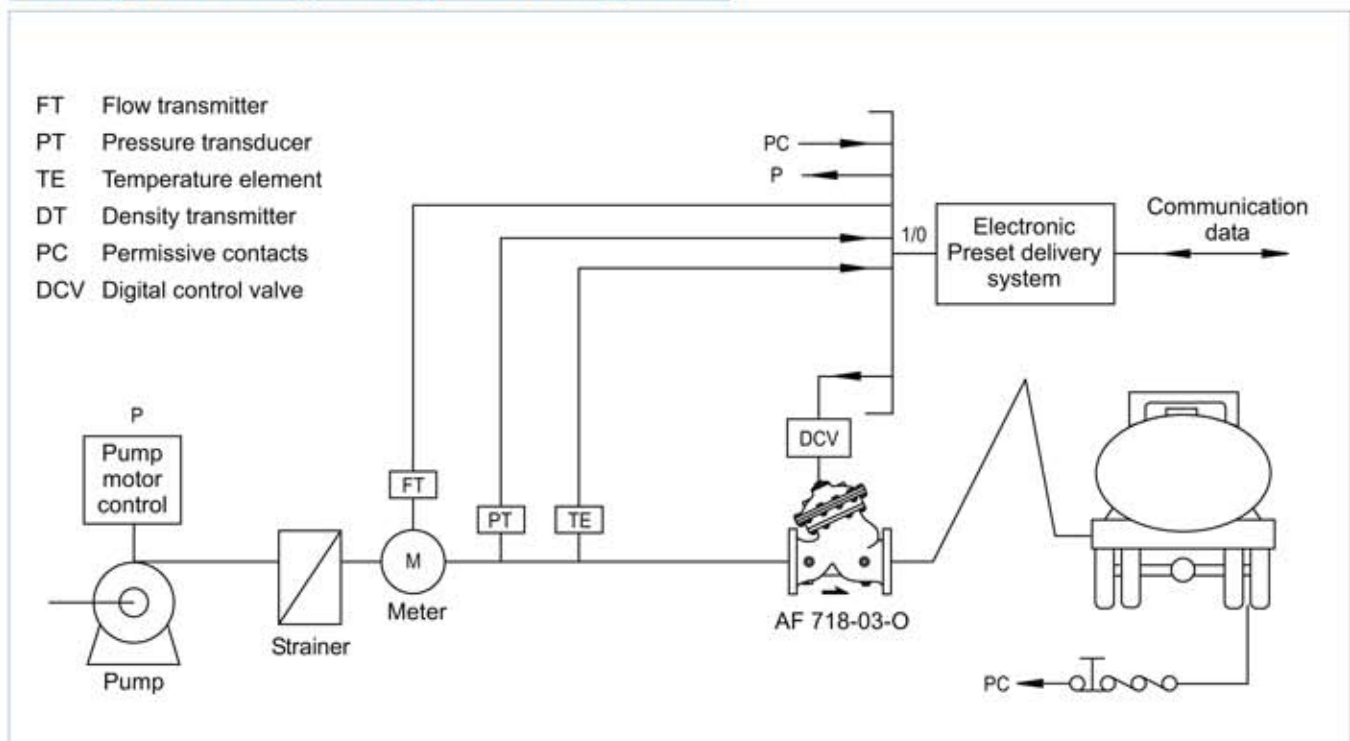 FT Flow transmitter
PT Pressure transducer
TE Temperature element
DT Density transmitter
PC Permissive contacts
DCV Digital control valve
PC
P
1/0
Electronic
Preset delivery
system
Communication
data
P
Pump
motor
control
FT
PT
TE
DCV
M
Meter
Strainer
Pump
AF 718-03-O
PC